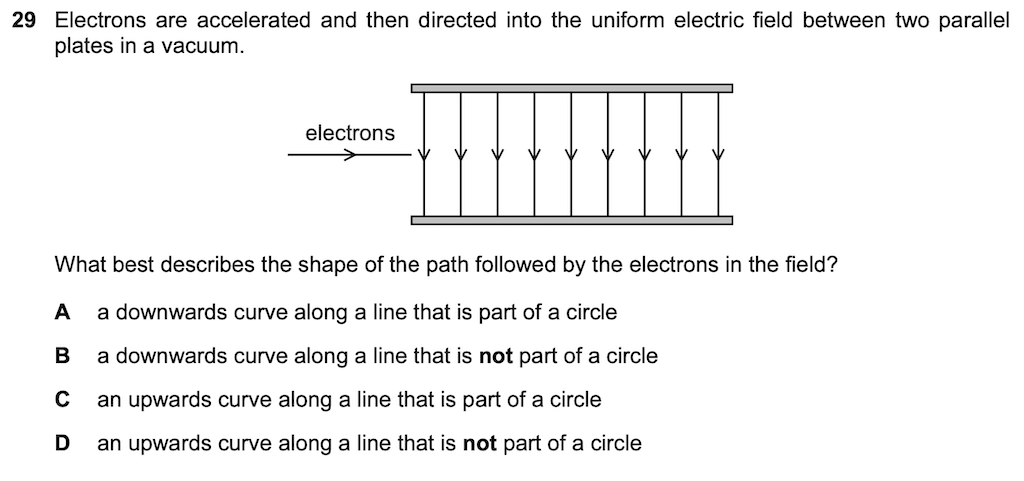 29 Electrons are accelerated and then directed into the uniform electric field between two parallel
plates in a vacuum.
electrons
What best describes the shape of the path followed by the electrons in the field?
A a downwards curve along a line that is part of a circle
B a downwards curve along a line that is not part of a circle
C an upwards curve along a line that is part of a circle
D an upwards curve along a line that is not part of a circle